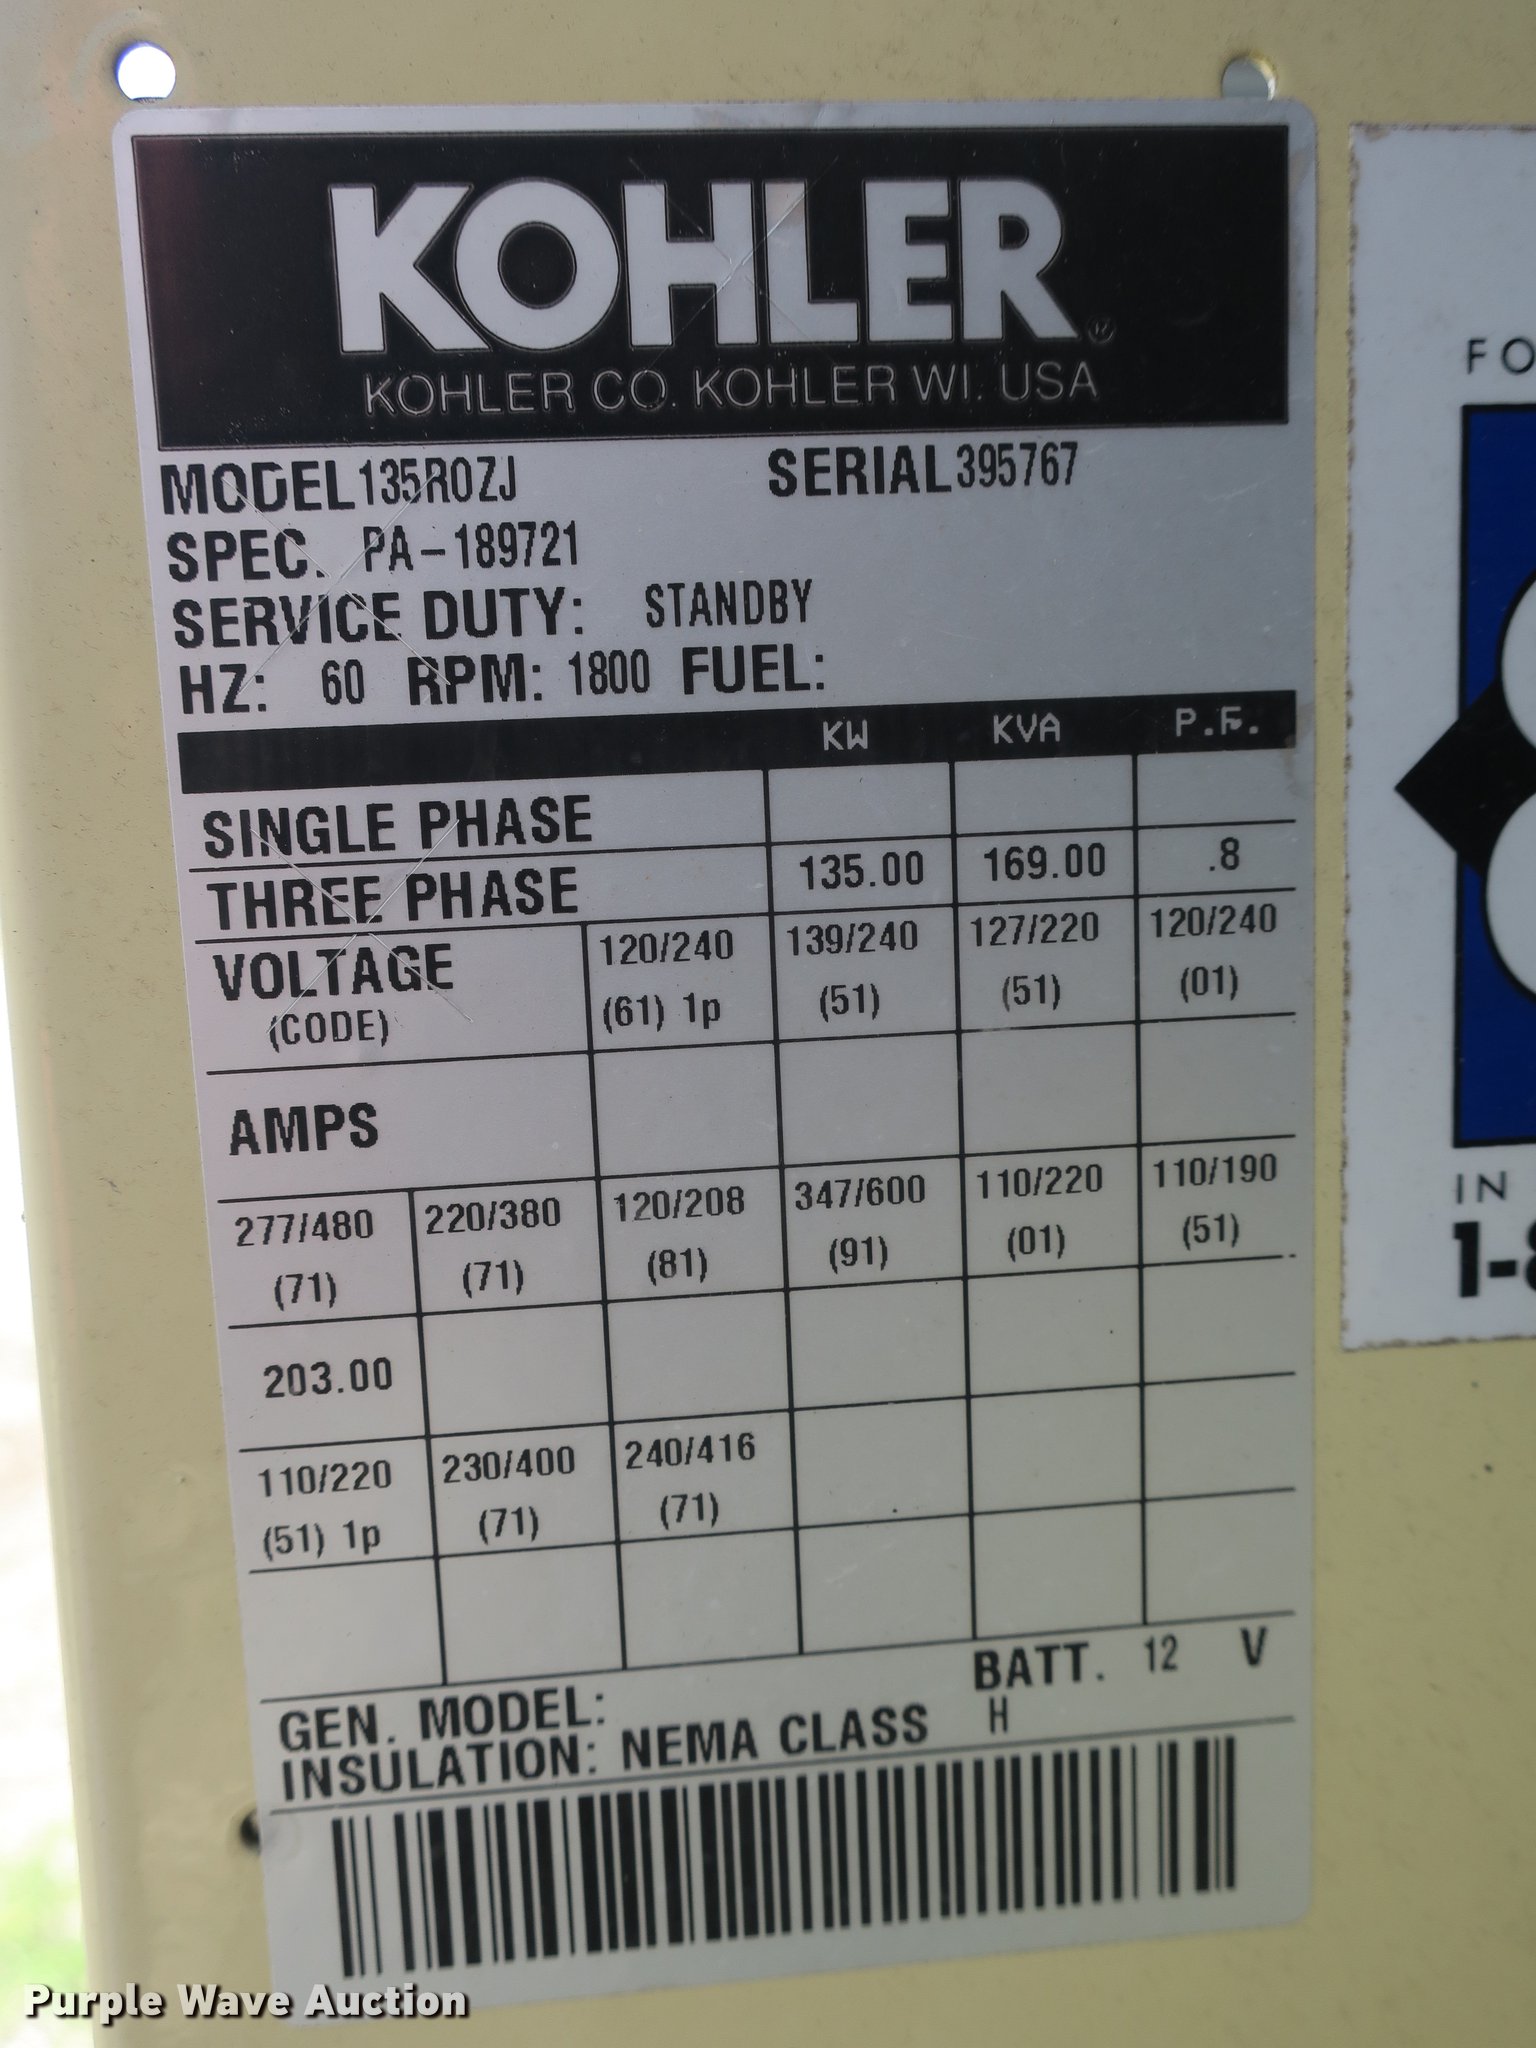 KOHLER®
KOHLER CO. KOHLER WI. USA
MODEL 135ROZJ SERIAL 395767
SPEC. PA-189721
SERVICE DUTY: STANDBY
HZ: 60 RPM: 1800 FUEL:
KW KVA P.F.
SINGLE PHASE
THREE PHASE 135.00 169.00 .8
VOLTAGE 120/240 139/240 127/220 120/240
(CODE) (61) 1p (51) (51) (01)
AMPS
277/480 220/380 120/208 347/600 110/220 110/190
(71) (71) (81) (91) (01) (51)
203.00
110/220 230/400 240/416
(51) 1p (71) (71)
BATT. 12 V
GEN. MODEL:
INSULATION: NEMA CLASS H
FO
IN
1-8
Purple Wave Auction